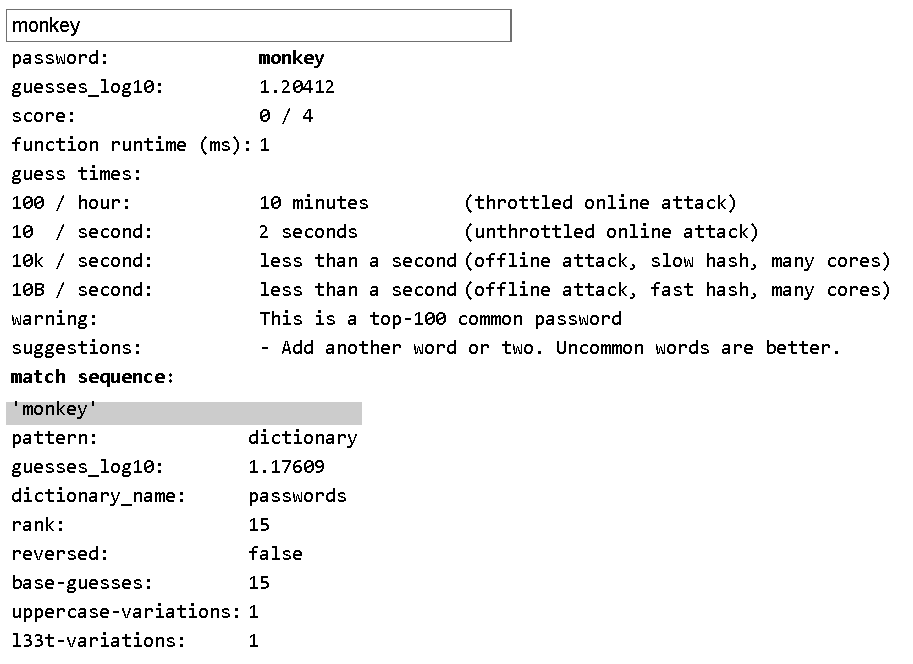 monkey
password: monkey
guesses_log10: 1.20412
score: 0 / 4
function runtime (ms): 1
guess times:
100 / hour: 10 minutes (throttled online attack)
10  / second: 2 seconds (unthrottled online attack)
10k / second: less than a second (offline attack, slow hash, many cores)
10B / second: less than a second (offline attack, fast hash, many cores)
warning: This is a top-100 common password
suggestions: - Add another word or two. Uncommon words are better.
match sequence:
'monkey'
pattern: dictionary
guesses_log10: 1.17609
dictionary_name: passwords
rank: 15
reversed: false
base-guesses: 15
uppercase-variations: 1
l33t-variations: 1